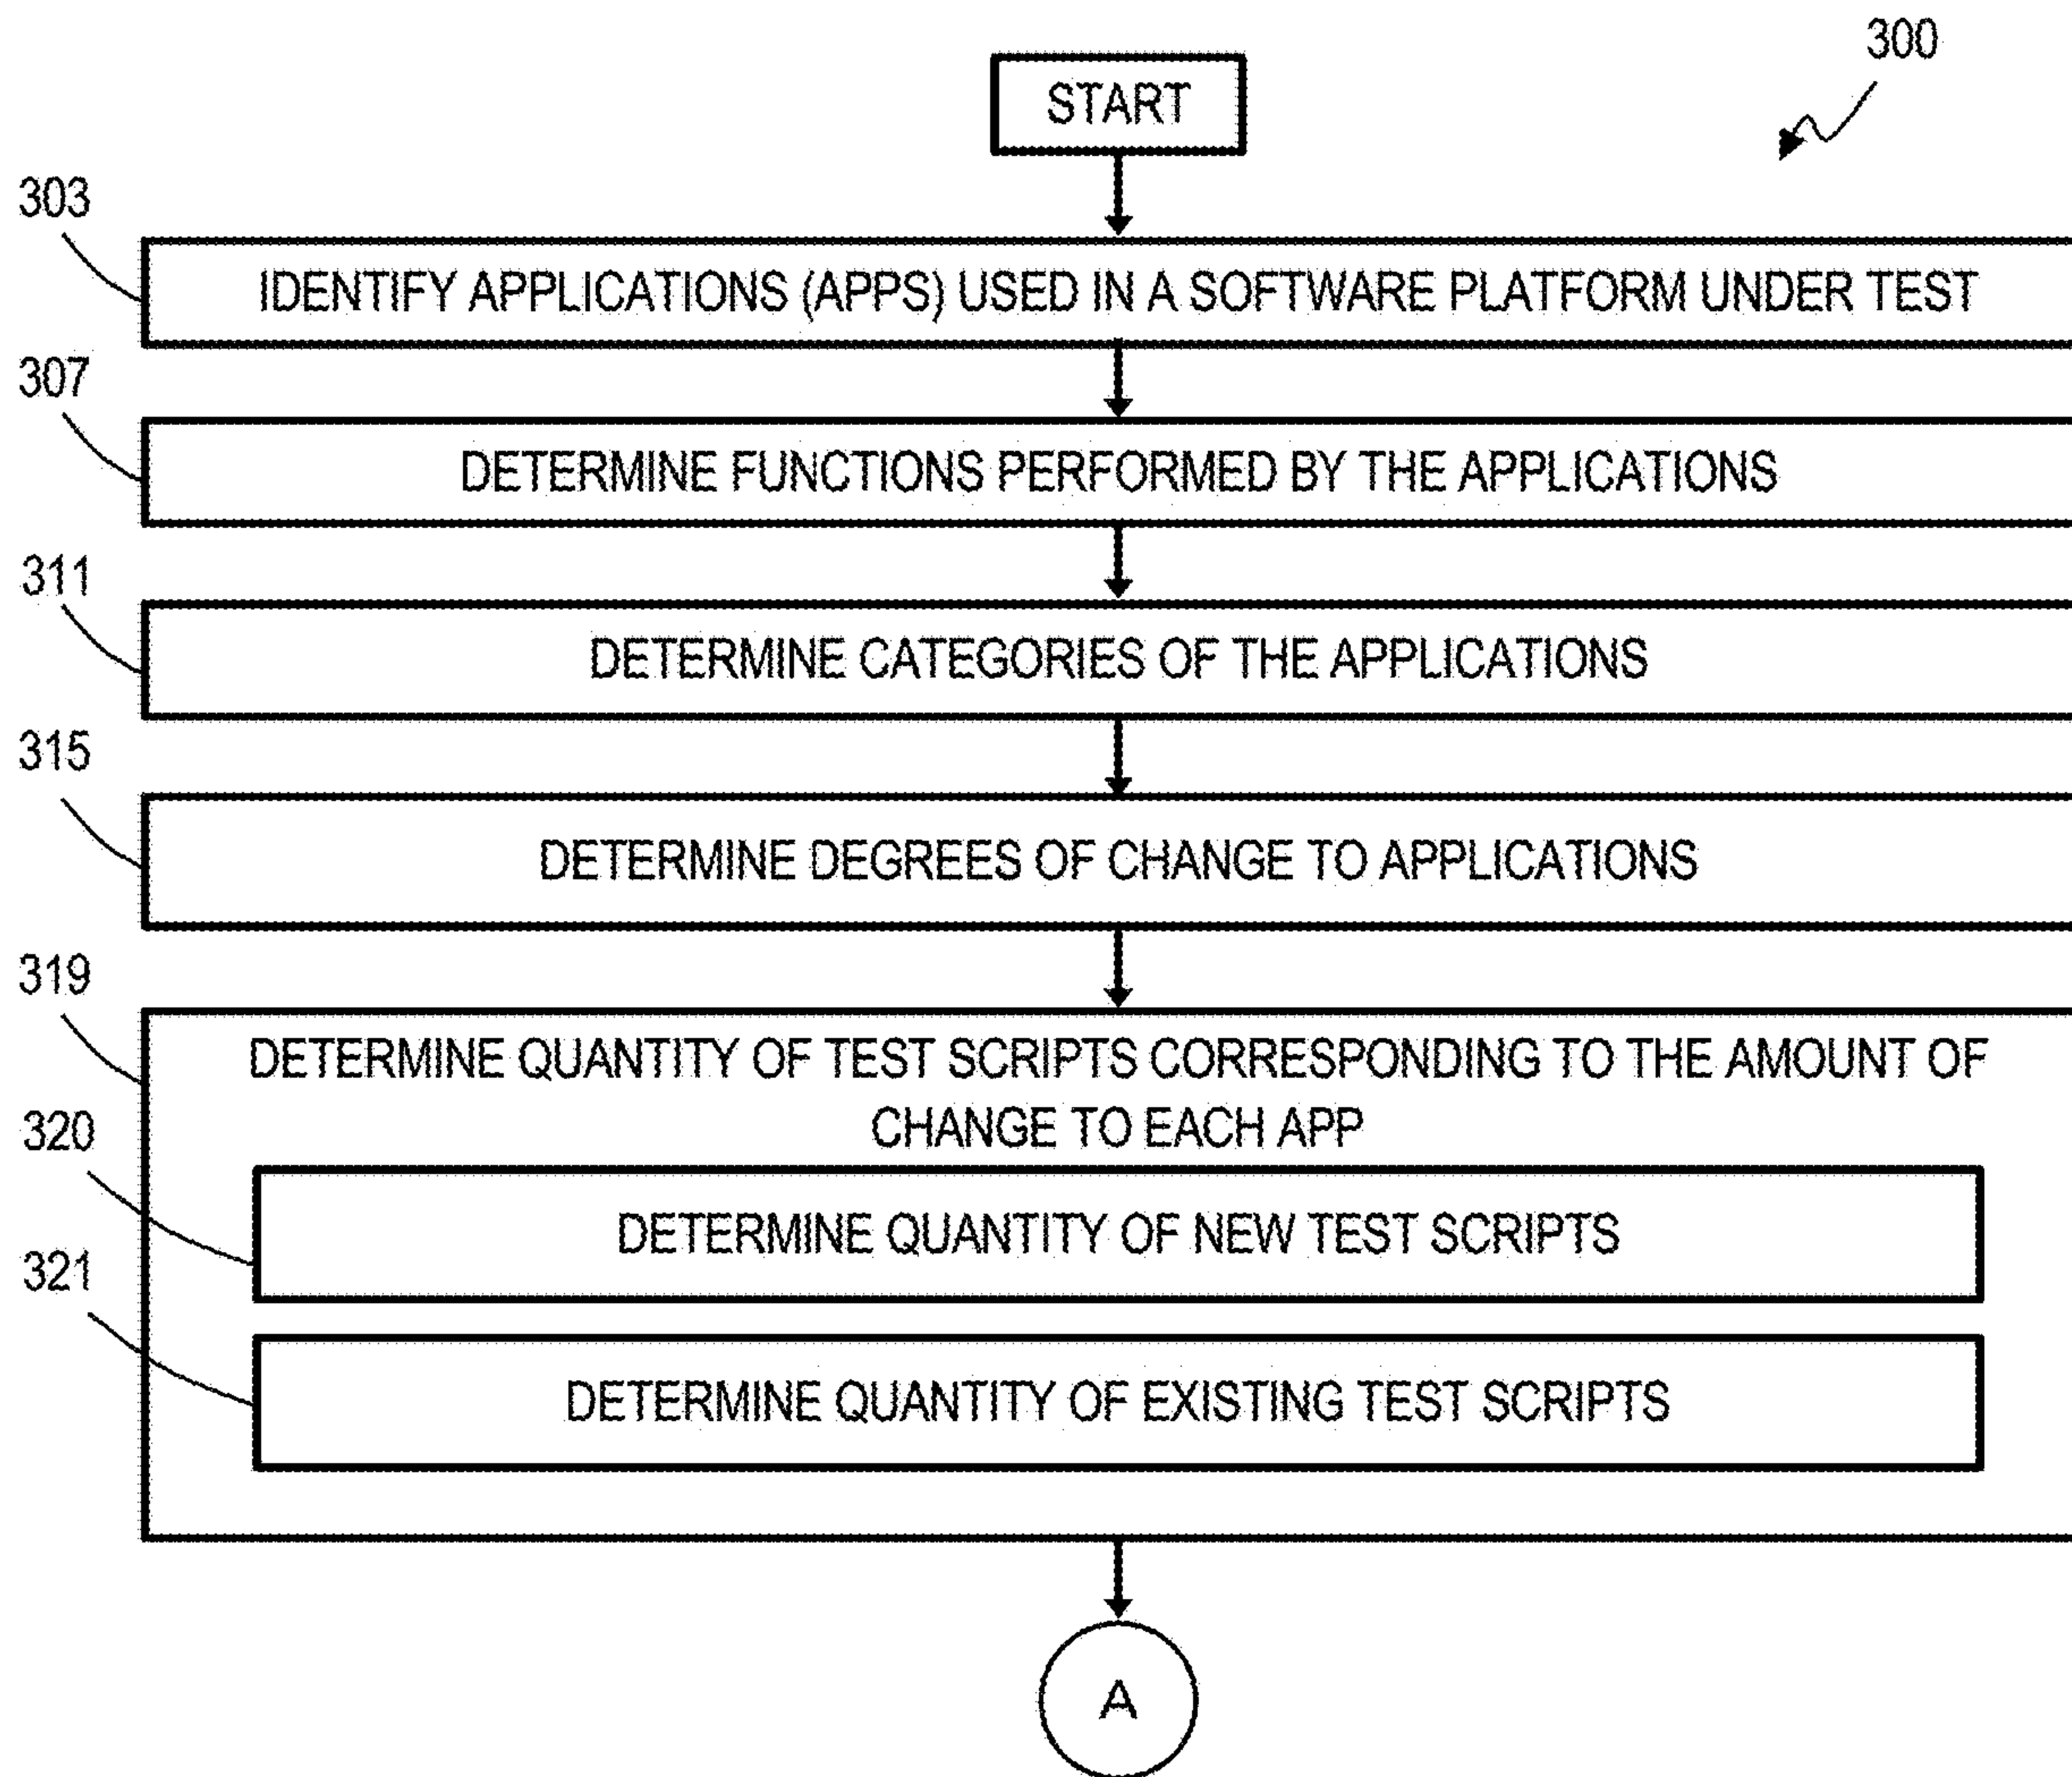 300
START
303
IDENTIFY APPLICATIONS (APPS) USED IN A SOFTWARE PLATFORM UNDER TEST
307
DETERMINE FUNCTIONS PERFORMED BY THE APPLICATIONS
311
DETERMINE CATEGORIES OF THE APPLICATIONS
315
DETERMINE DEGREES OF CHANGE TO APPLICATIONS
319
DETERMINE QUANTITY OF TEST SCRIPTS CORRESPONDING TO THE AMOUNT OF
CHANGE TO EACH APP
320
DETERMINE QUANTITY OF NEW TEST SCRIPTS
321
DETERMINE QUANTITY OF EXISTING TEST SCRIPTS
A